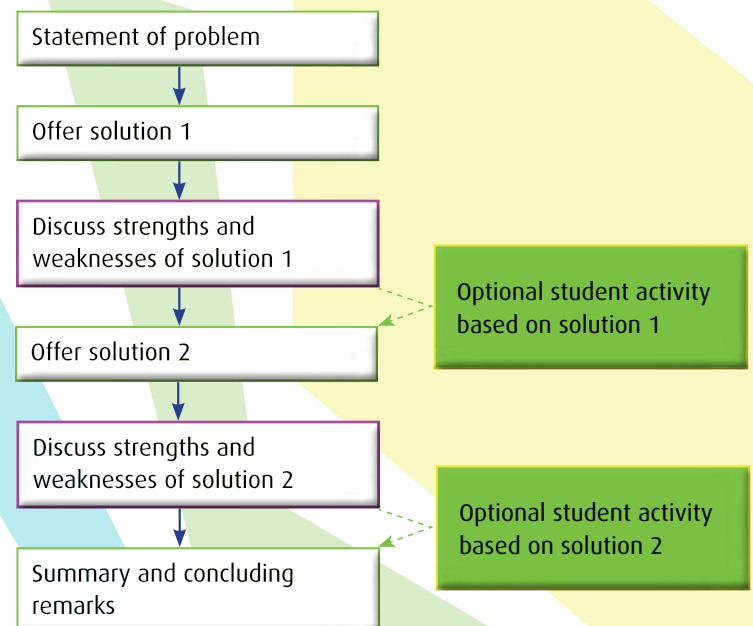 Statement of problem
Offer solution 1
Discuss strengths and
weaknesses of solution 1
Optional student activity
based on solution 1
Offer solution 2
Discuss strengths and
weaknesses of solution 2
Optional student activity
based on solution 2
Summary and concluding
remarks